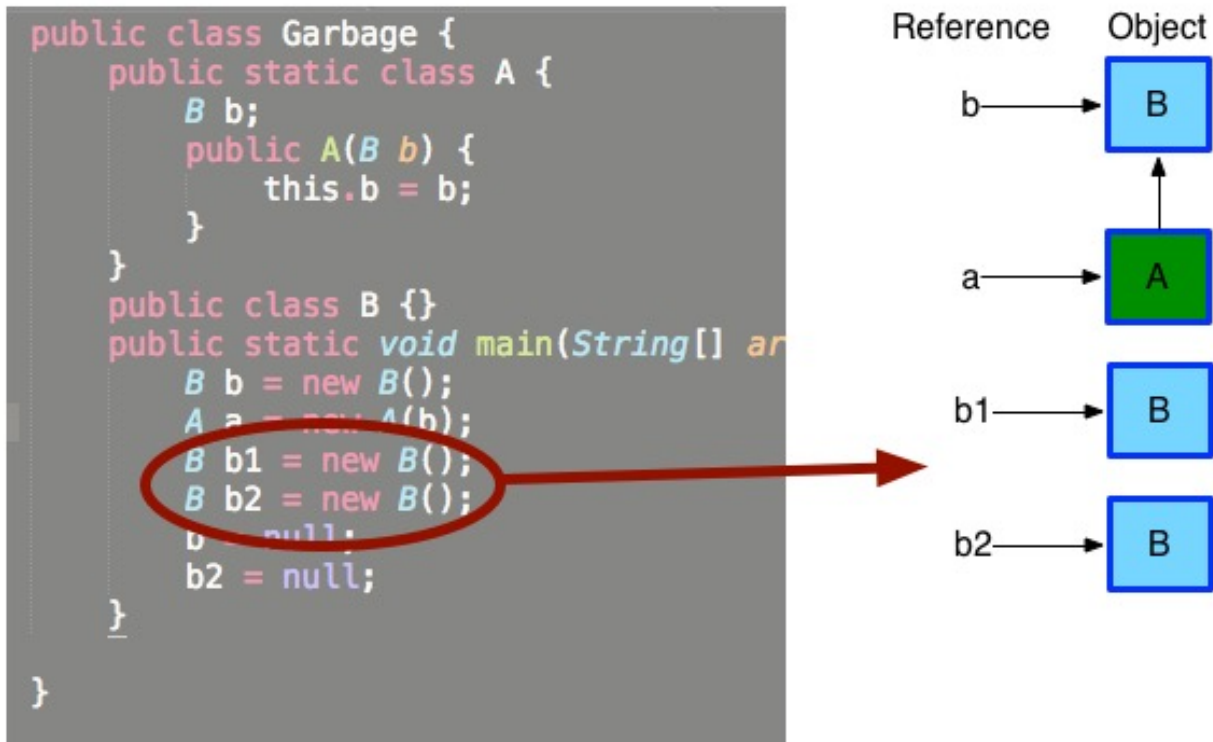 public class Garbage {
public static class A {
B b;
public A(B b) {
this.b = b;
}
}
public class B {}
public static void main(String[] ar
B b = new B();
A a = new A(b);
B b1 = new B();
B b2 = new B();
b = null;
b2 = null;
}
}
Reference Object
b B
a A
b1 B
b2 B